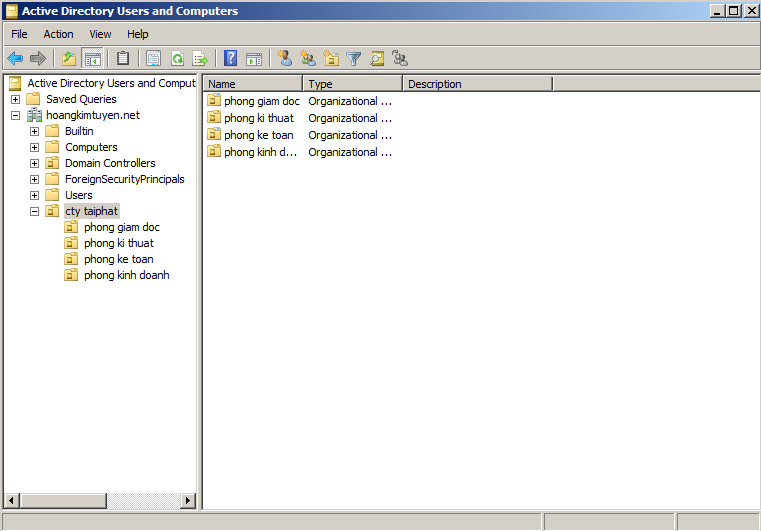 Active Directory Users and Computers
File Action View Help
Active Directory Users and Comput
Saved Queries
hoangkimtuyen.net
Builtin
Computers
Domain Controllers
ForeignSecurityPrincipals
Users
cty taiphat
phong giam doc
phong ki thuat
phong ke toan
phong kinh doanh
Name Type Description
phong giam doc Organizational ...
phong ki thuat Organizational ...
phong ke toan Organizational ...
phong kinh d... Organizational ...